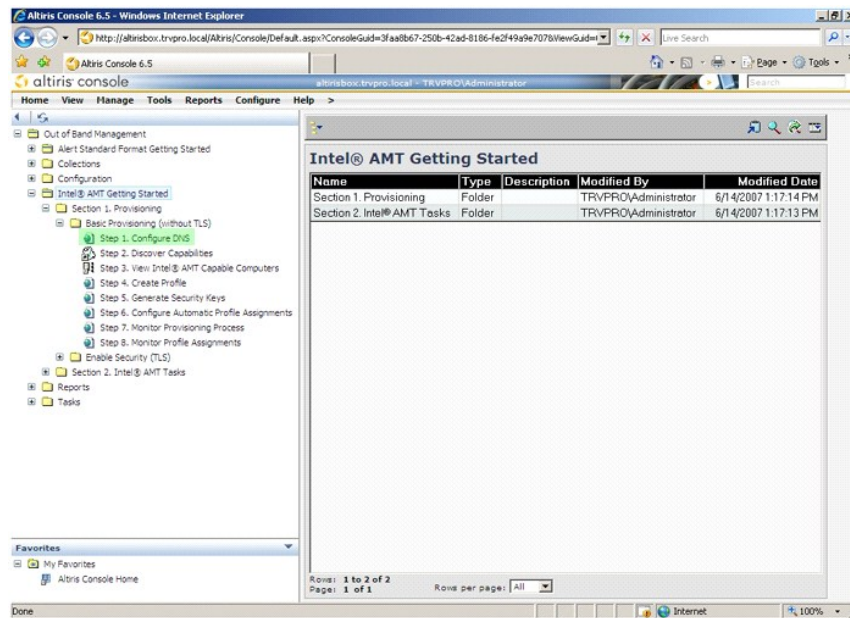 Altiris Console 6.5 - Windows Internet Explorer
http://altirisbox.trvpro.local/Altiris/Console/Default.aspx?ConsoleGuid=3faa8b67-250b-42ad-8186-fe2f49a9e707&ViewGuid=
Live Search
Altiris Console 6.5
Page
Tools
altiris console
altirisbox.trvpro.local - TRVPRO\Administrator
Search
Home View Manage Tools Reports Configure Help >
Out of Band Management
Alert Standard Format Getting Started
Collections
Configuration
Intel® AMT Getting Started
Section 1. Provisioning
Basic Provisioning (without TLS)
Step 1. Configure DNS
Step 2. Discover Capabilities
Step 3. View Intel® AMT Capable Computers
Step 4. Create Profile
Step 5. Generate Security Keys
Step 6. Configure Automatic Profile Assignments
Step 7. Monitor Provisioning Process
Step 8. Monitor Profile Assignments
Enable Security (TLS)
Section 2. Intel® AMT Tasks
Reports
Tasks
Favorites
My Favorites
Altiris Console Home
Intel® AMT Getting Started
Name Type Description Modified By Modified Date
Section 1. Provisioning Folder TRVPRO\Administrator 6/14/2007 1:17:14 PM
Section 2. Intel® AMT Tasks Folder TRVPRO\Administrator 6/14/2007 1:17:13 PM
Rows: 1 to 2 of 2
Page: 1 of 1
Rows per page: All
Done
Internet
100%